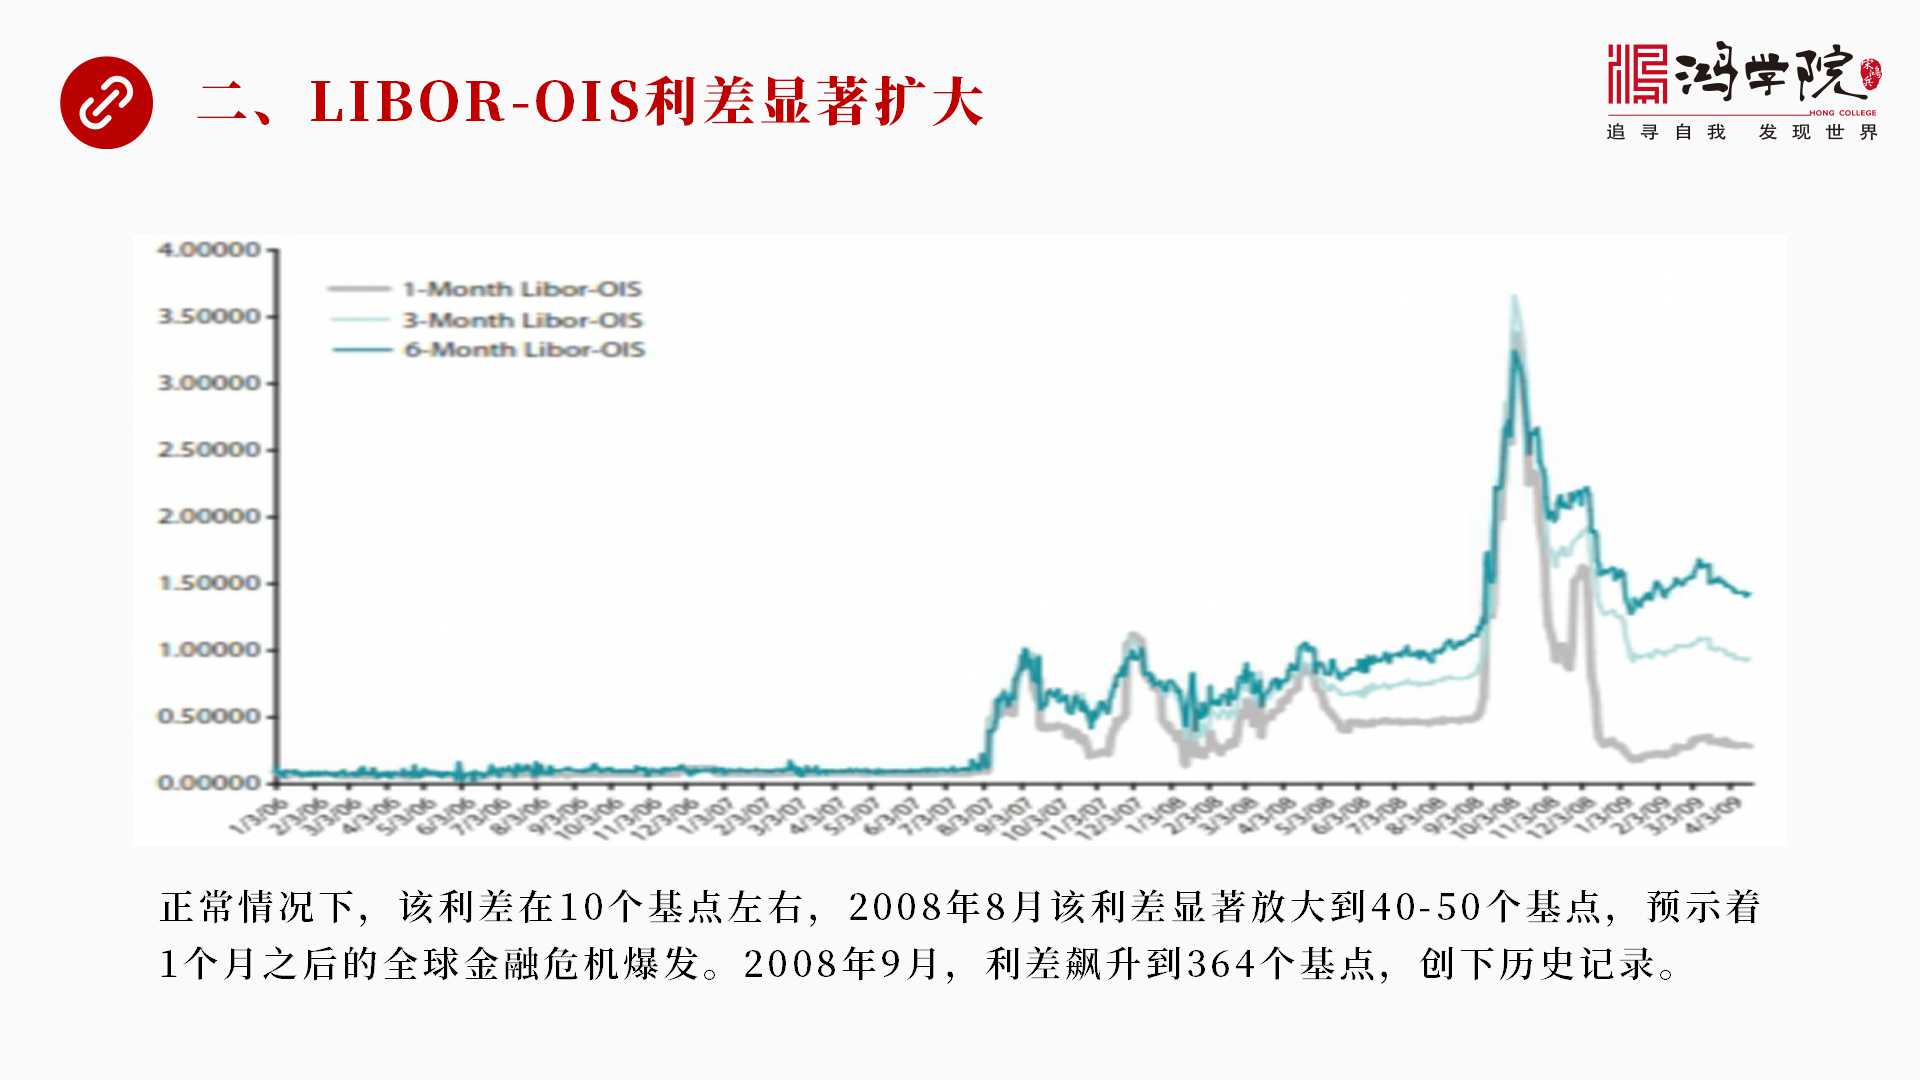 二、LIBOR-OIS利差显著扩大
鸿学院
宋鸿兵
HONG COLLEGE
追寻自我 发现世界
4.00000
3.50000
3.00000
2.50000
2.00000
1.50000
1.00000
0.50000
0.00000
1-Month Libor-OIS
3-Month Libor-OIS
6-Month Libor-OIS
1/3/06 2/3/06 3/3/06 4/3/06 5/3/06 6/3/06 7/3/06 8/3/06 9/3/06 10/3/06 11/3/06 12/3/06 1/3/07 2/3/07 3/3/07 4/3/07 5/3/07 6/3/07 7/3/07 8/3/07 9/3/07 10/3/07 11/3/07 12/3/07 1/3/08 2/3/08 3/3/08 4/3/08 5/3/08 6/3/08 7/3/08 8/3/08 9/3/08 10/3/08 11/3/08 12/3/08 1/3/09 2/3/09 3/3/09 4/3/09
正常情况下，该利差在10个基点左右，2008年8月该利差显著放大到40-50个基点，预示着
1个月之后的全球金融危机爆发。2008年9月，利差飙升到364个基点，创下历史记录。